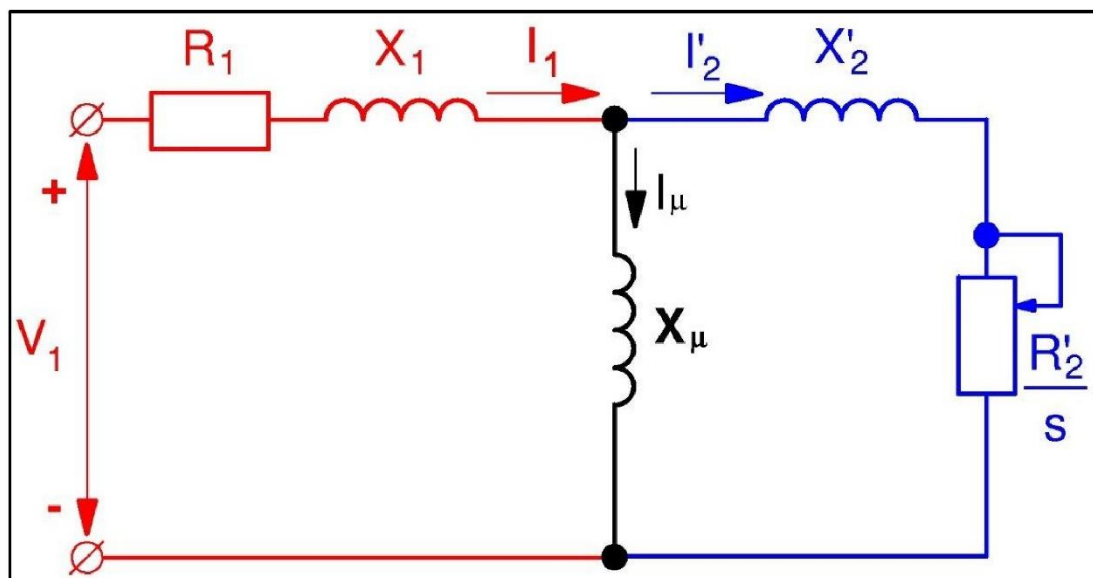 R₁ X₁ I₁ I'₂ X'₂
+
Iμ
V₁ Xμ R'₂
s
-